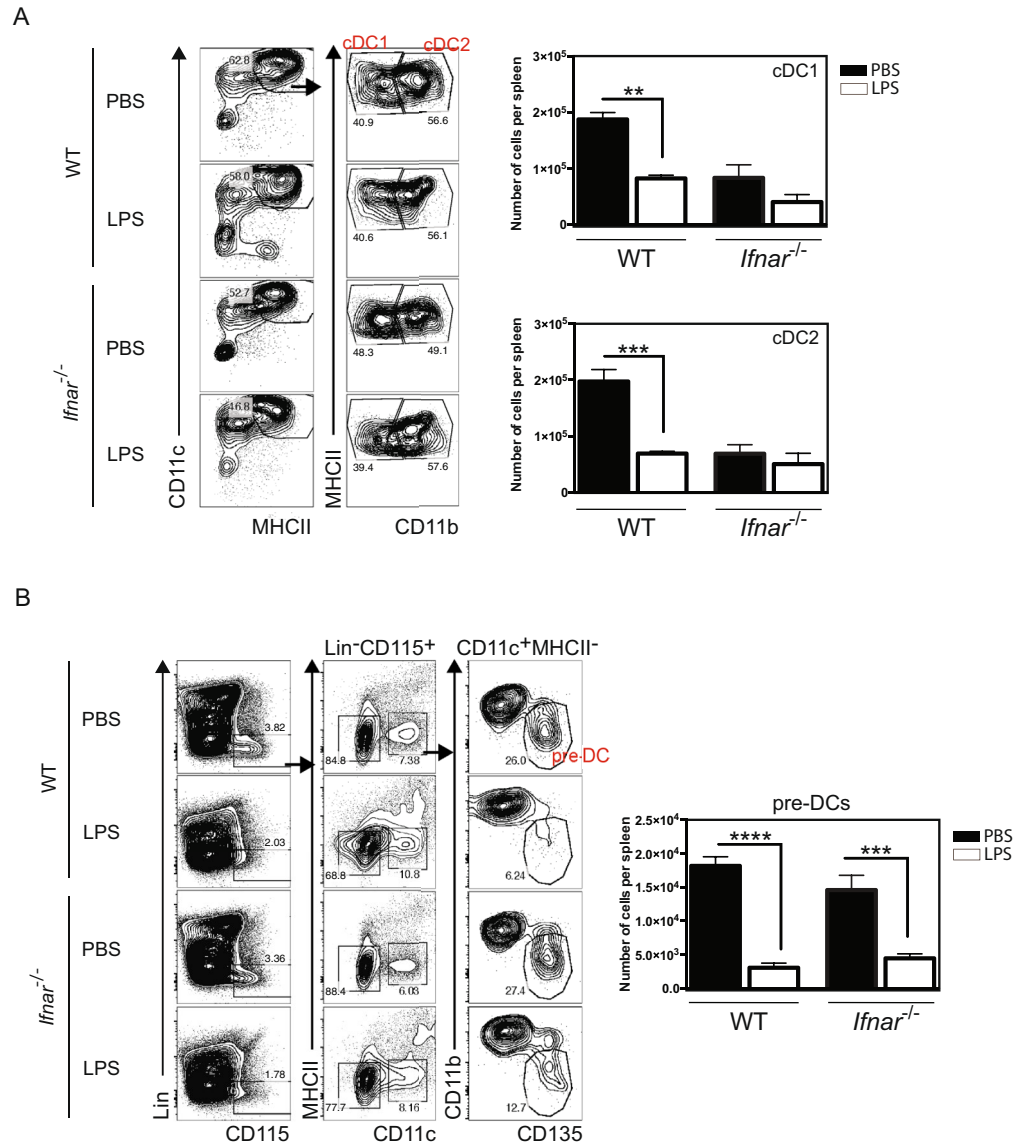 A
cDC1 cDC2
62.8
40.9 56.6
58.0
40.6 56.1
52.7
48.3 49.1
46.8
39.4 57.6
WT
PBS
LPS
Ifnar-/-
PBS
LPS
CD11c
MHCII
MHCII
CD11b
cDC1
PBS
LPS
3×10⁵
2×10⁵
1×10⁵
0
Number of cells per spleen
**
WT Ifnar-/-
cDC2
3×10⁵
2×10⁵
1×10⁵
0
Number of cells per spleen
***
WT Ifnar-/-
B
Lin-CD115+ CD11c+MHCII-
WT
PBS
LPS
Ifnar-/-
PBS
LPS
3.82
84.8 7.38
26.0 pre-DC
2.03
68.8 10.8
6.24
3.36
88.4 6.03
27.4
1.78
77.7 8.16
12.7
Lin
CD115
MHCII
CD11c
CD11b
CD135
pre-DCs
PBS
LPS
2.5×10⁴
2.0×10⁴
1.5×10⁴
1.0×10⁴
5.0×10³
0.0
Number of cells per spleen
**** ***
WT Ifnar-/-